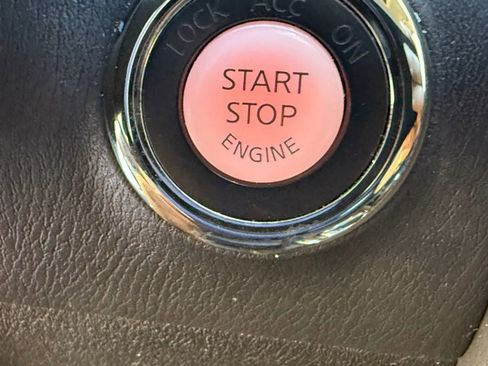 LOCK ACC ON
START
STOP
ENGINE